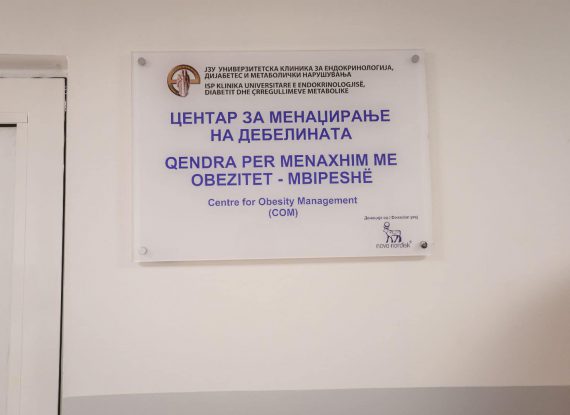 ЈЗУ УНИВЕРЗИТЕТСКА КЛИНИКА ЗА ЕНДОКРИНОЛОГИЈА,
ДИЈАБЕТЕС И МЕТАБОЛИЧКИ НАРУШУВАЊА
ISP KLINIKA UNIVERSITARE E ENDOKRINOLOGJISË,
DIABETIT DHE ÇRREGULLIMEVE METABOLIKE
ЦЕНТАР ЗА МЕНАЏИРАЊЕ
НА ДЕБЕЛИНАТА
QENDRA PER MENAXHIM ME
OBEZITET - MBIPESHË
Centre for Obesity Management
(COM)
novo nordisk